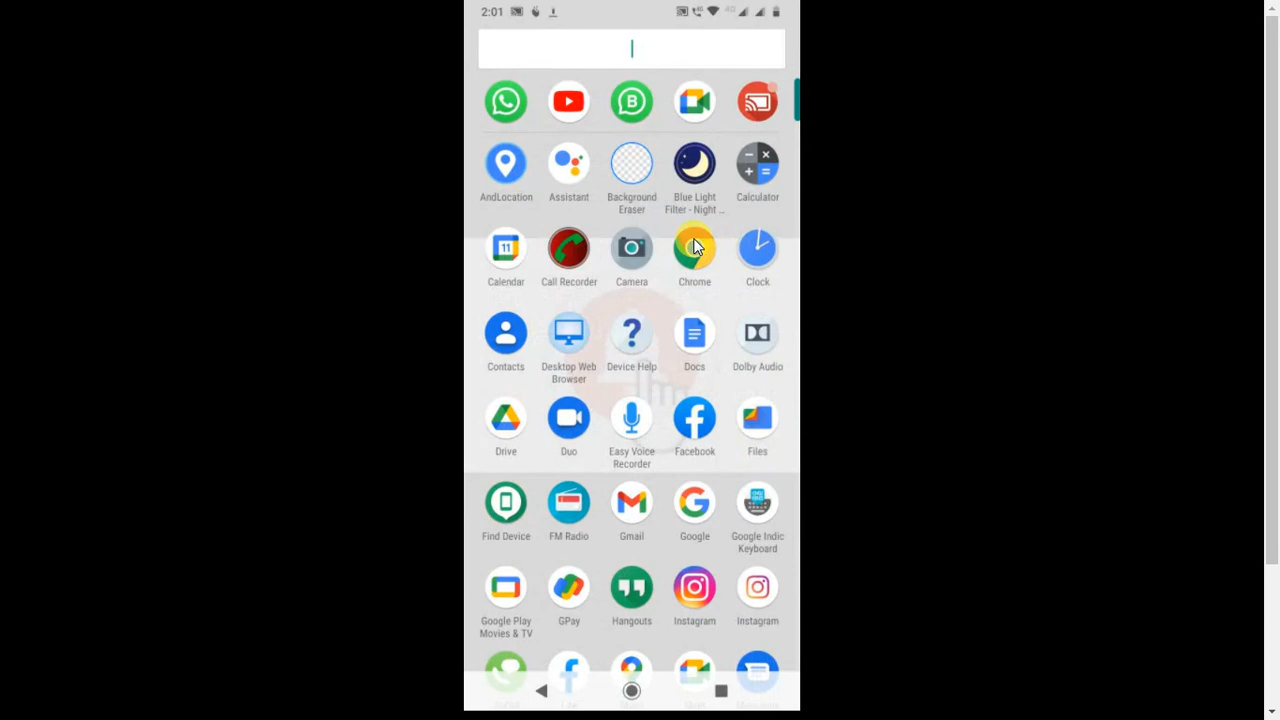 2:01
4G
B
AndLocation Assistant Background Blue Light Calculator
Eraser Filter - Night ..
11
Calendar Call Recorder Camera Chrome Clock
Contacts Desktop Web Device Help Docs Dolby Audio
Browser
Drive Duo Easy Voice Facebook Files
Recorder
Find Device FM Radio Gmail Google Google Indic
Keyboard
Google Play GPay Hangouts Instagram Instagram
Movies & TV